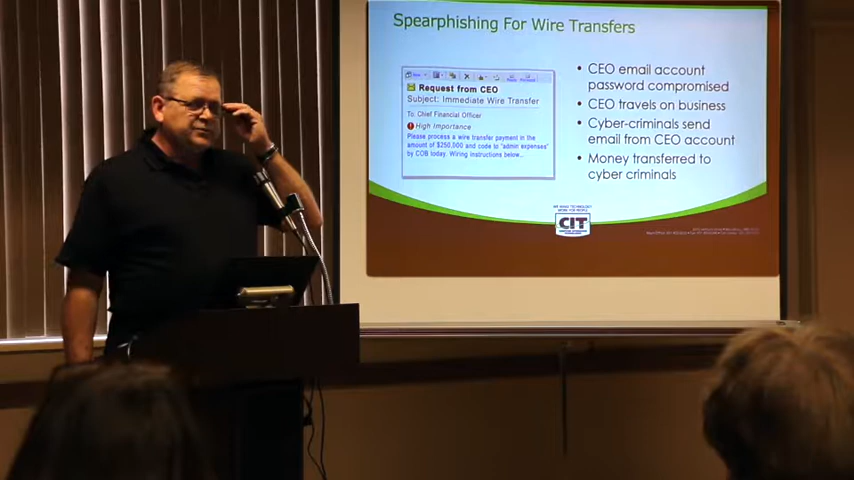 Spearphishing For Wire Transfers
Request from CEO
Subject: Immediate Wire Transfer
To: Chief Financial Officer
High Importance
Please process a wire transfer payment in the
amount of $250,000 and code to "admin expenses"
by COB today. Wiring instructions below...
• CEO email account
password compromised
• CEO travels on business
• Cyber-criminals send
email from CEO account
• Money transferred to
cyber criminals
CIT